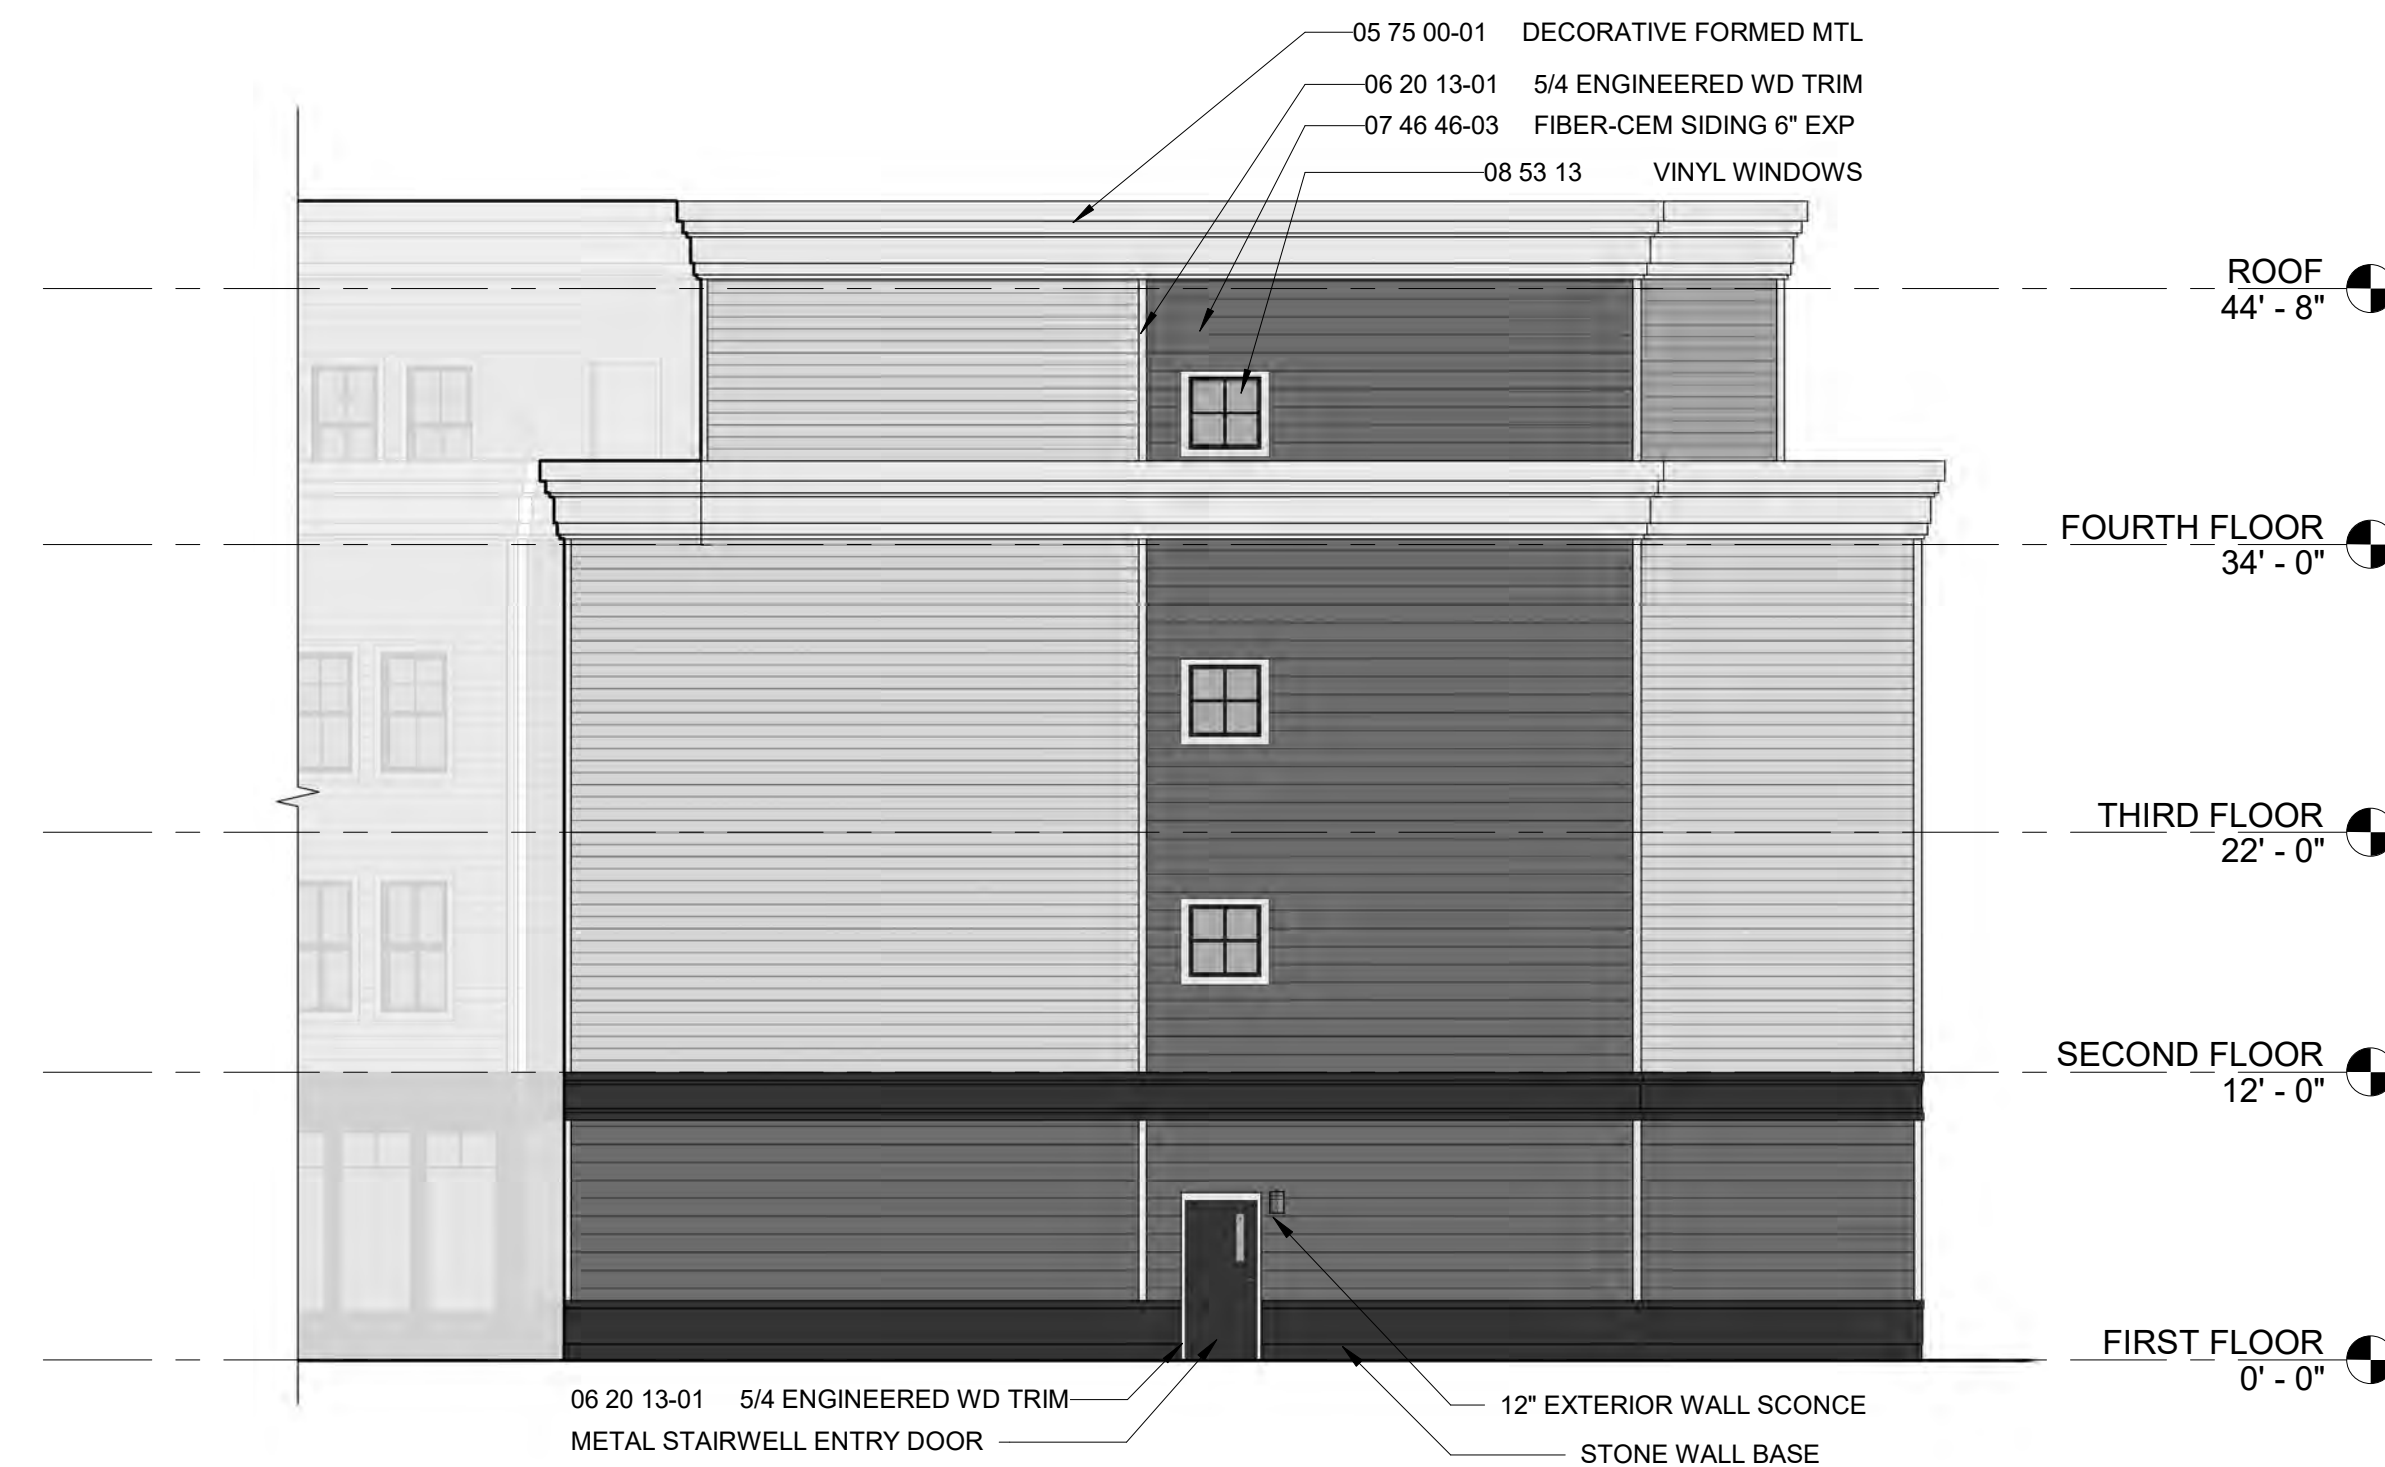 05 75 00-01 DECORATIVE FORMED MTL
06 20 13-01 5/4 ENGINEERED WD TRIM
07 46 46-03 FIBER-CEM SIDING 6" EXP
08 53 13 VINYL WINDOWS
ROOF
44' - 8"
FOURTH FLOOR
34' - 0"
THIRD FLOOR
22' - 0"
SECOND FLOOR
12' - 0"
FIRST FLOOR
0' - 0"
06 20 13-01 5/4 ENGINEERED WD TRIM
METAL STAIRWELL ENTRY DOOR
12" EXTERIOR WALL SCONCE
STONE WALL BASE